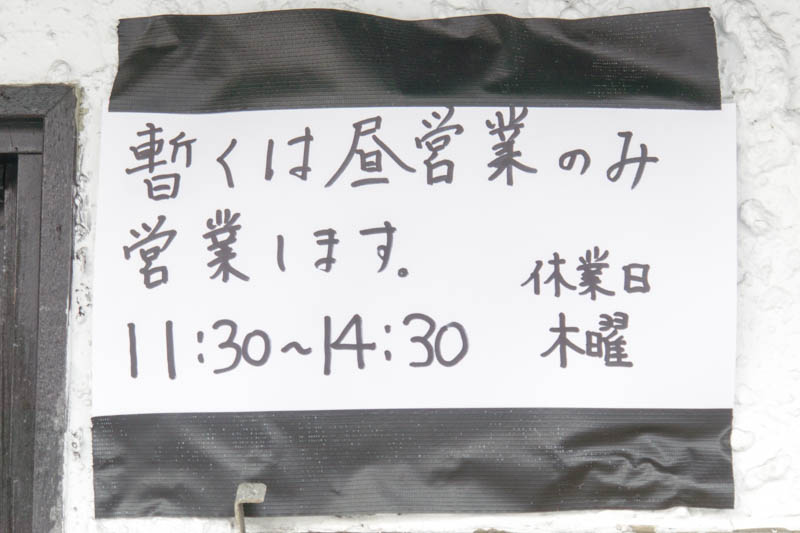 暫くは昼営業のみ
営業します。
11:30~14:30
休業日
木曜